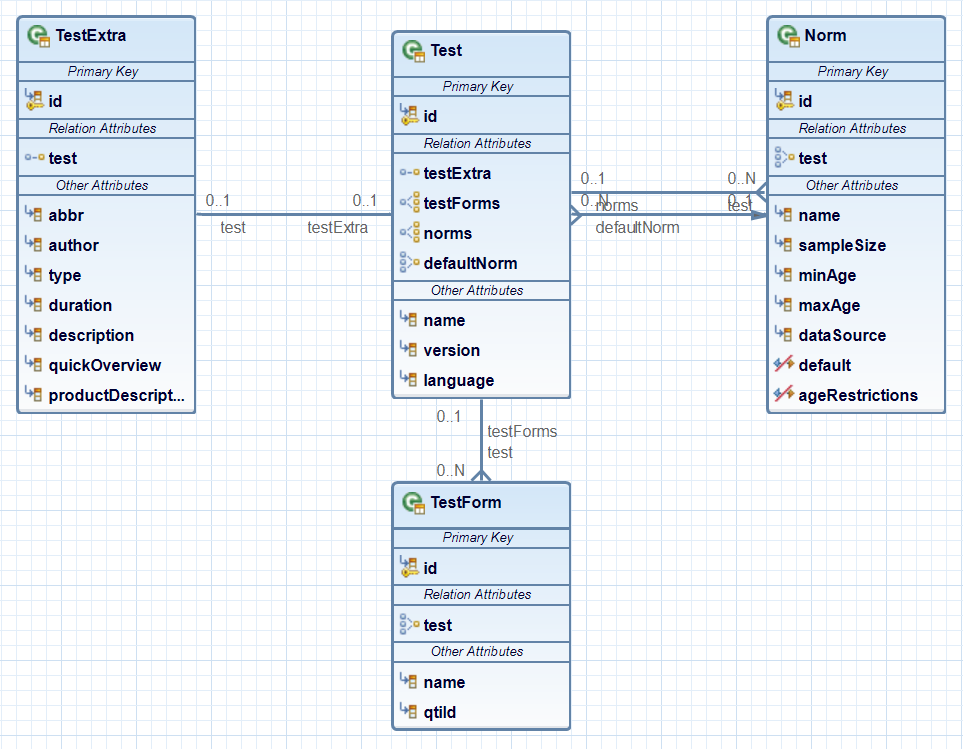 TestExtra
Primary Key
id
Relation Attributes
test
Other Attributes
abbr
author
type
duration
description
quickOverview
productDescript...
0..1
0..1
test
testExtra
Test
Primary Key
id
Relation Attributes
testExtra
testForms
norms
defaultNorm
Other Attributes
name
version
language
0..1
0..N
norms
test
0..N
0..1
defaultNorm
Norm
Primary Key
id
Relation Attributes
test
Other Attributes
name
sampleSize
minAge
maxAge
dataSource
default
ageRestrictions
0..1
testForms
test
0..N
TestForm
Primary Key
id
Relation Attributes
test
Other Attributes
name
qtiId